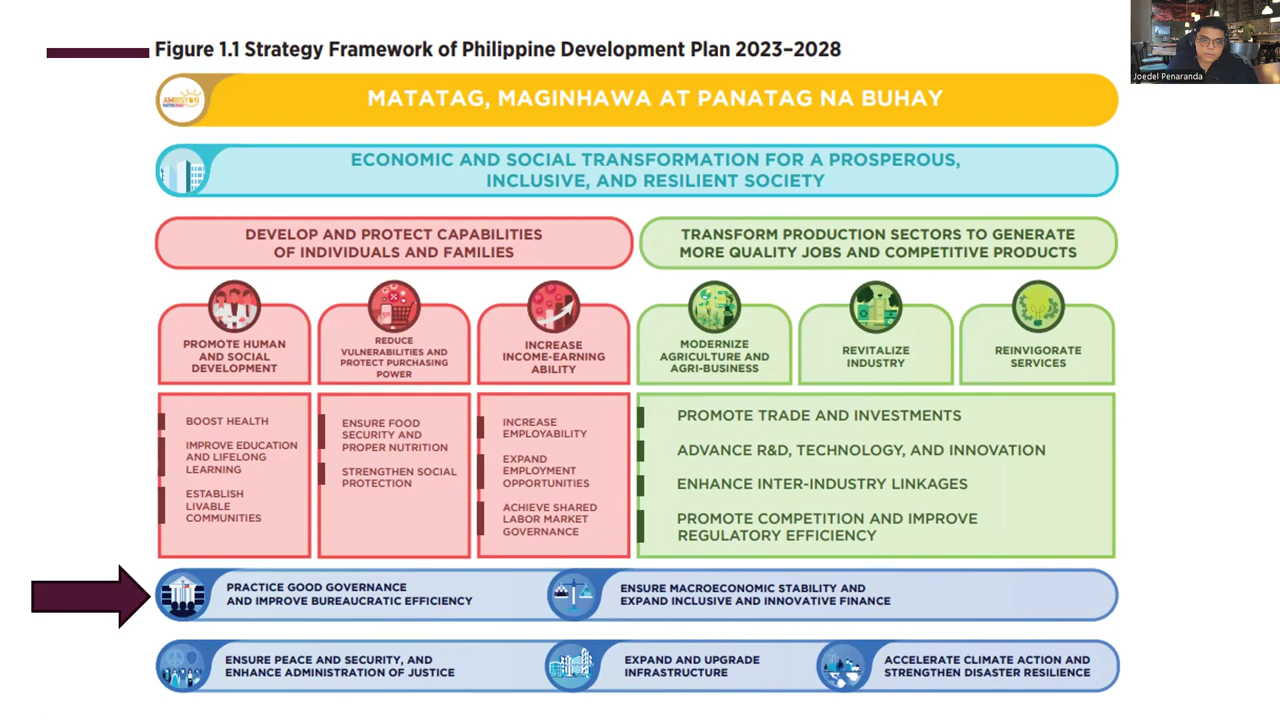 Figure 1.1 Strategy Framework of Philippine Development Plan 2023–2028
Joedel Penaranda
MATATAG, MAGINHAWA AT PANATAG NA BUHAY
ECONOMIC AND SOCIAL TRANSFORMATION FOR A PROSPEROUS,
INCLUSIVE, AND RESILIENT SOCIETY
DEVELOP AND PROTECT CAPABILITIES
OF INDIVIDUALS AND FAMILIES
TRANSFORM PRODUCTION SECTORS TO GENERATE
MORE QUALITY JOBS AND COMPETITIVE PRODUCTS
PROMOTE HUMAN
AND SOCIAL
DEVELOPMENT
REDUCE
VULNERABILITIES AND
PROTECT PURCHASING
POWER
INCREASE
INCOME-EARNING
ABILITY
MODERNIZE
AGRICULTURE AND
AGRI-BUSINESS
REVITALIZE
INDUSTRY
REINVIGORATE
SERVICES
BOOST HEALTH
IMPROVE EDUCATION
AND LIFELONG
LEARNING
ESTABLISH
LIVABLE
COMMUNITIES
ENSURE FOOD
SECURITY AND
PROPER NUTRITION
STRENGTHEN SOCIAL
PROTECTION
INCREASE
EMPLOYABILITY
EXPAND
EMPLOYMENT
OPPORTUNITIES
ACHIEVE SHARED
LABOR MARKET
GOVERNANCE
PROMOTE TRADE AND INVESTMENTS
ADVANCE R&D, TECHNOLOGY, AND INNOVATION
ENHANCE INTER-INDUSTRY LINKAGES
PROMOTE COMPETITION AND IMPROVE
REGULATORY EFFICIENCY
PRACTICE GOOD GOVERNANCE
AND IMPROVE BUREAUCRATIC EFFICIENCY
ENSURE MACROECONOMIC STABILITY AND
EXPAND INCLUSIVE AND INNOVATIVE FINANCE
ENSURE PEACE AND SECURITY, AND
ENHANCE ADMINISTRATION OF JUSTICE
EXPAND AND UPGRADE
INFRASTRUCTURE
ACCELERATE CLIMATE ACTION AND
STRENGTHEN DISASTER RESILIENCE